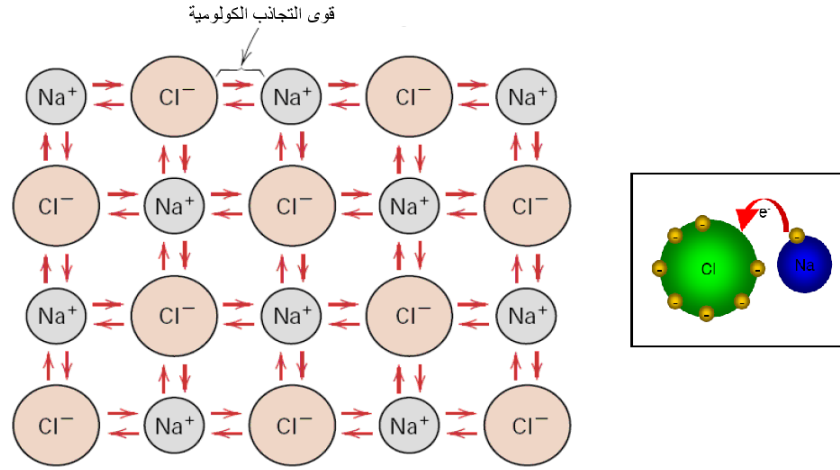 قوى التجاذب الكولومية
Na⁺ Cl⁻ Na⁺ Cl⁻ Na⁺
Cl⁻ Na⁺ Cl⁻ Na⁺ Cl⁻
Na⁺ Cl⁻ Na⁺ Cl⁻ Na⁺
Cl⁻ Na⁺ Cl⁻ Na⁺ Cl⁻
e⁻
Cl Na